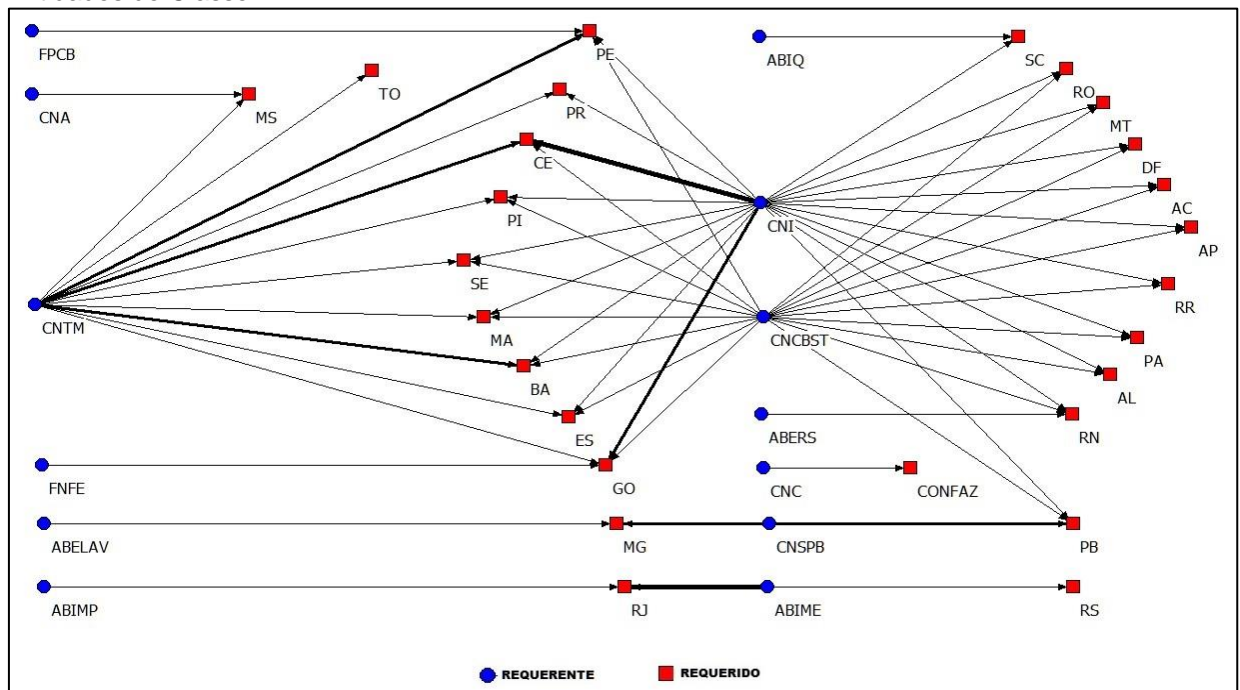 FPCB
PE
ABIQ
SC
TO
RO
CNA
MS
PR
MT
CE
DF
AC
PI
CNI
AP
SE
RR
CNTM
MA
CNCBST
PA
BA
AL
ES
ABERS
RN
FNFE
GO
CNC
CONFAZ
ABELAV
MG
CNSPB
PB
ABIMP
RJ
ABIME
RS
REQUERENTE
REQUERIDO